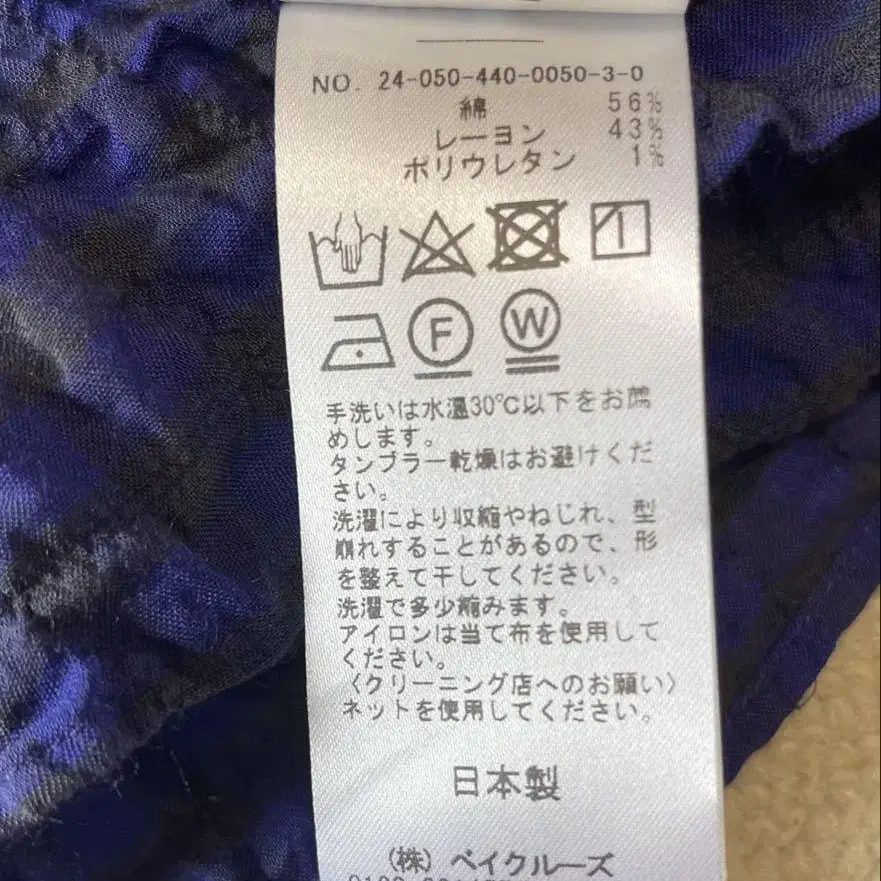 NO. 24-050-440-0050-3-0
綿 56%
レーヨン 43%
ポリウレタン 1%
F W
手洗いは水温30℃以下をお薦
めします。
タンブラー乾燥はお避けくだ
さい。
洗濯により収縮やねじれ、型
崩れすることがあるので、形
を整えて干してください。
洗濯で多少縮みます。
アイロンは当て布を使用して
ください。
〈クリーニング店へのお願い〉
ネットを使用してください。
日本製
(株) ベイクルーズ